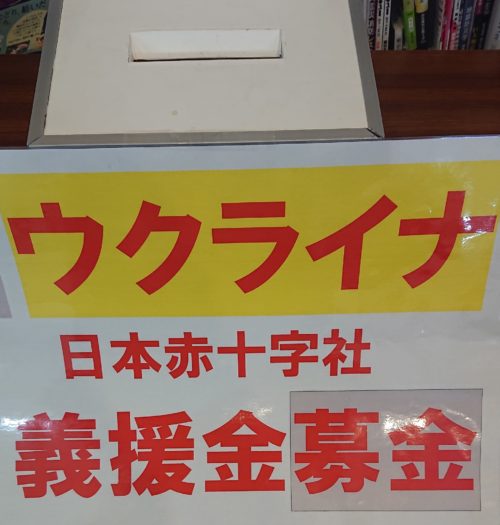 ウクライナ
日本赤十字社
義援金募金